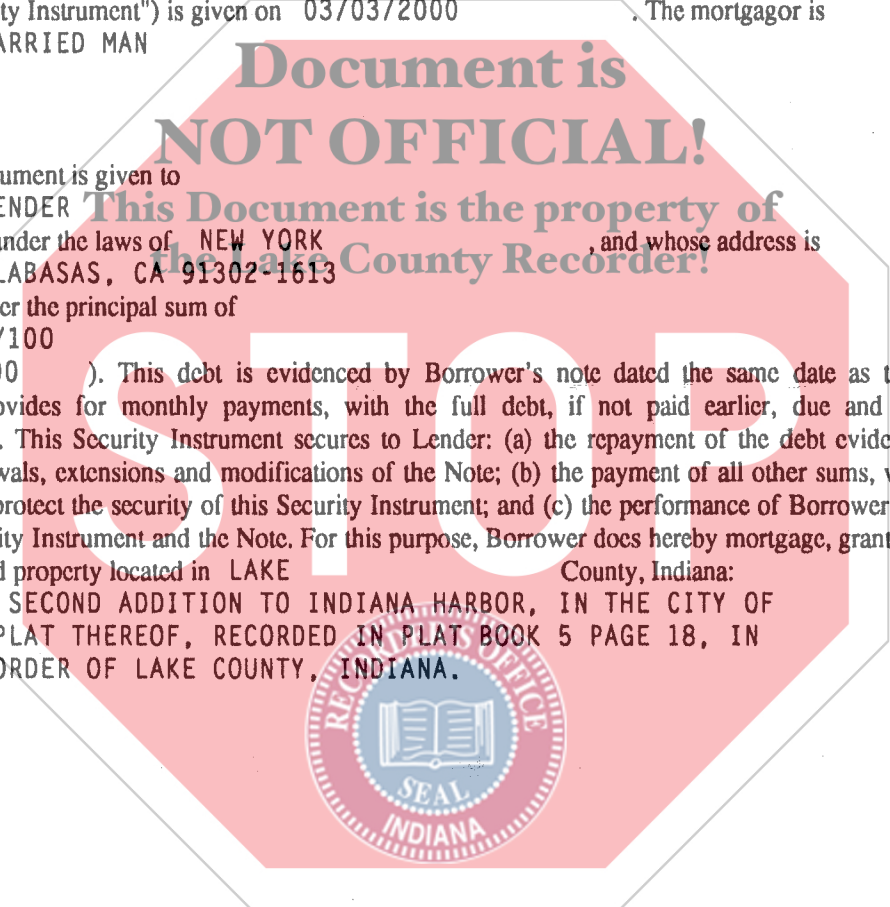 ty Instrument") is given on 03/03/2000 . The mortgagor is
ARRIED MAN
Document is
NOT OFFICIAL!
ument is given to
ENDER
This Document is the property of
under the laws of NEW YORK , and whose address is
the Lake County Recorder!
LABASAS, CA 91302-1613
er the principal sum of
/100
00 ). This debt is evidenced by Borrower's note dated the same date as t
ovides for monthly payments, with the full debt, if not paid earlier, due and
. This Security Instrument secures to Lender: (a) the repayment of the debt evide
wals, extensions and modifications of the Note; (b) the payment of all other sums, v
protect the security of this Security Instrument; and (c) the performance of Borrower
ity Instrument and the Note. For this purpose, Borrower does hereby mortgage, grant
d property located in LAKE County, Indiana:
STOP
SECOND ADDITION TO INDIANA HARBOR, IN THE CITY OF
PLAT THEREOF, RECORDED IN PLAT BOOK 5 PAGE 18, IN
ORDER OF LAKE COUNTY, INDIANA.
RECORDER'S OFFICE
SEAL
INDIANA